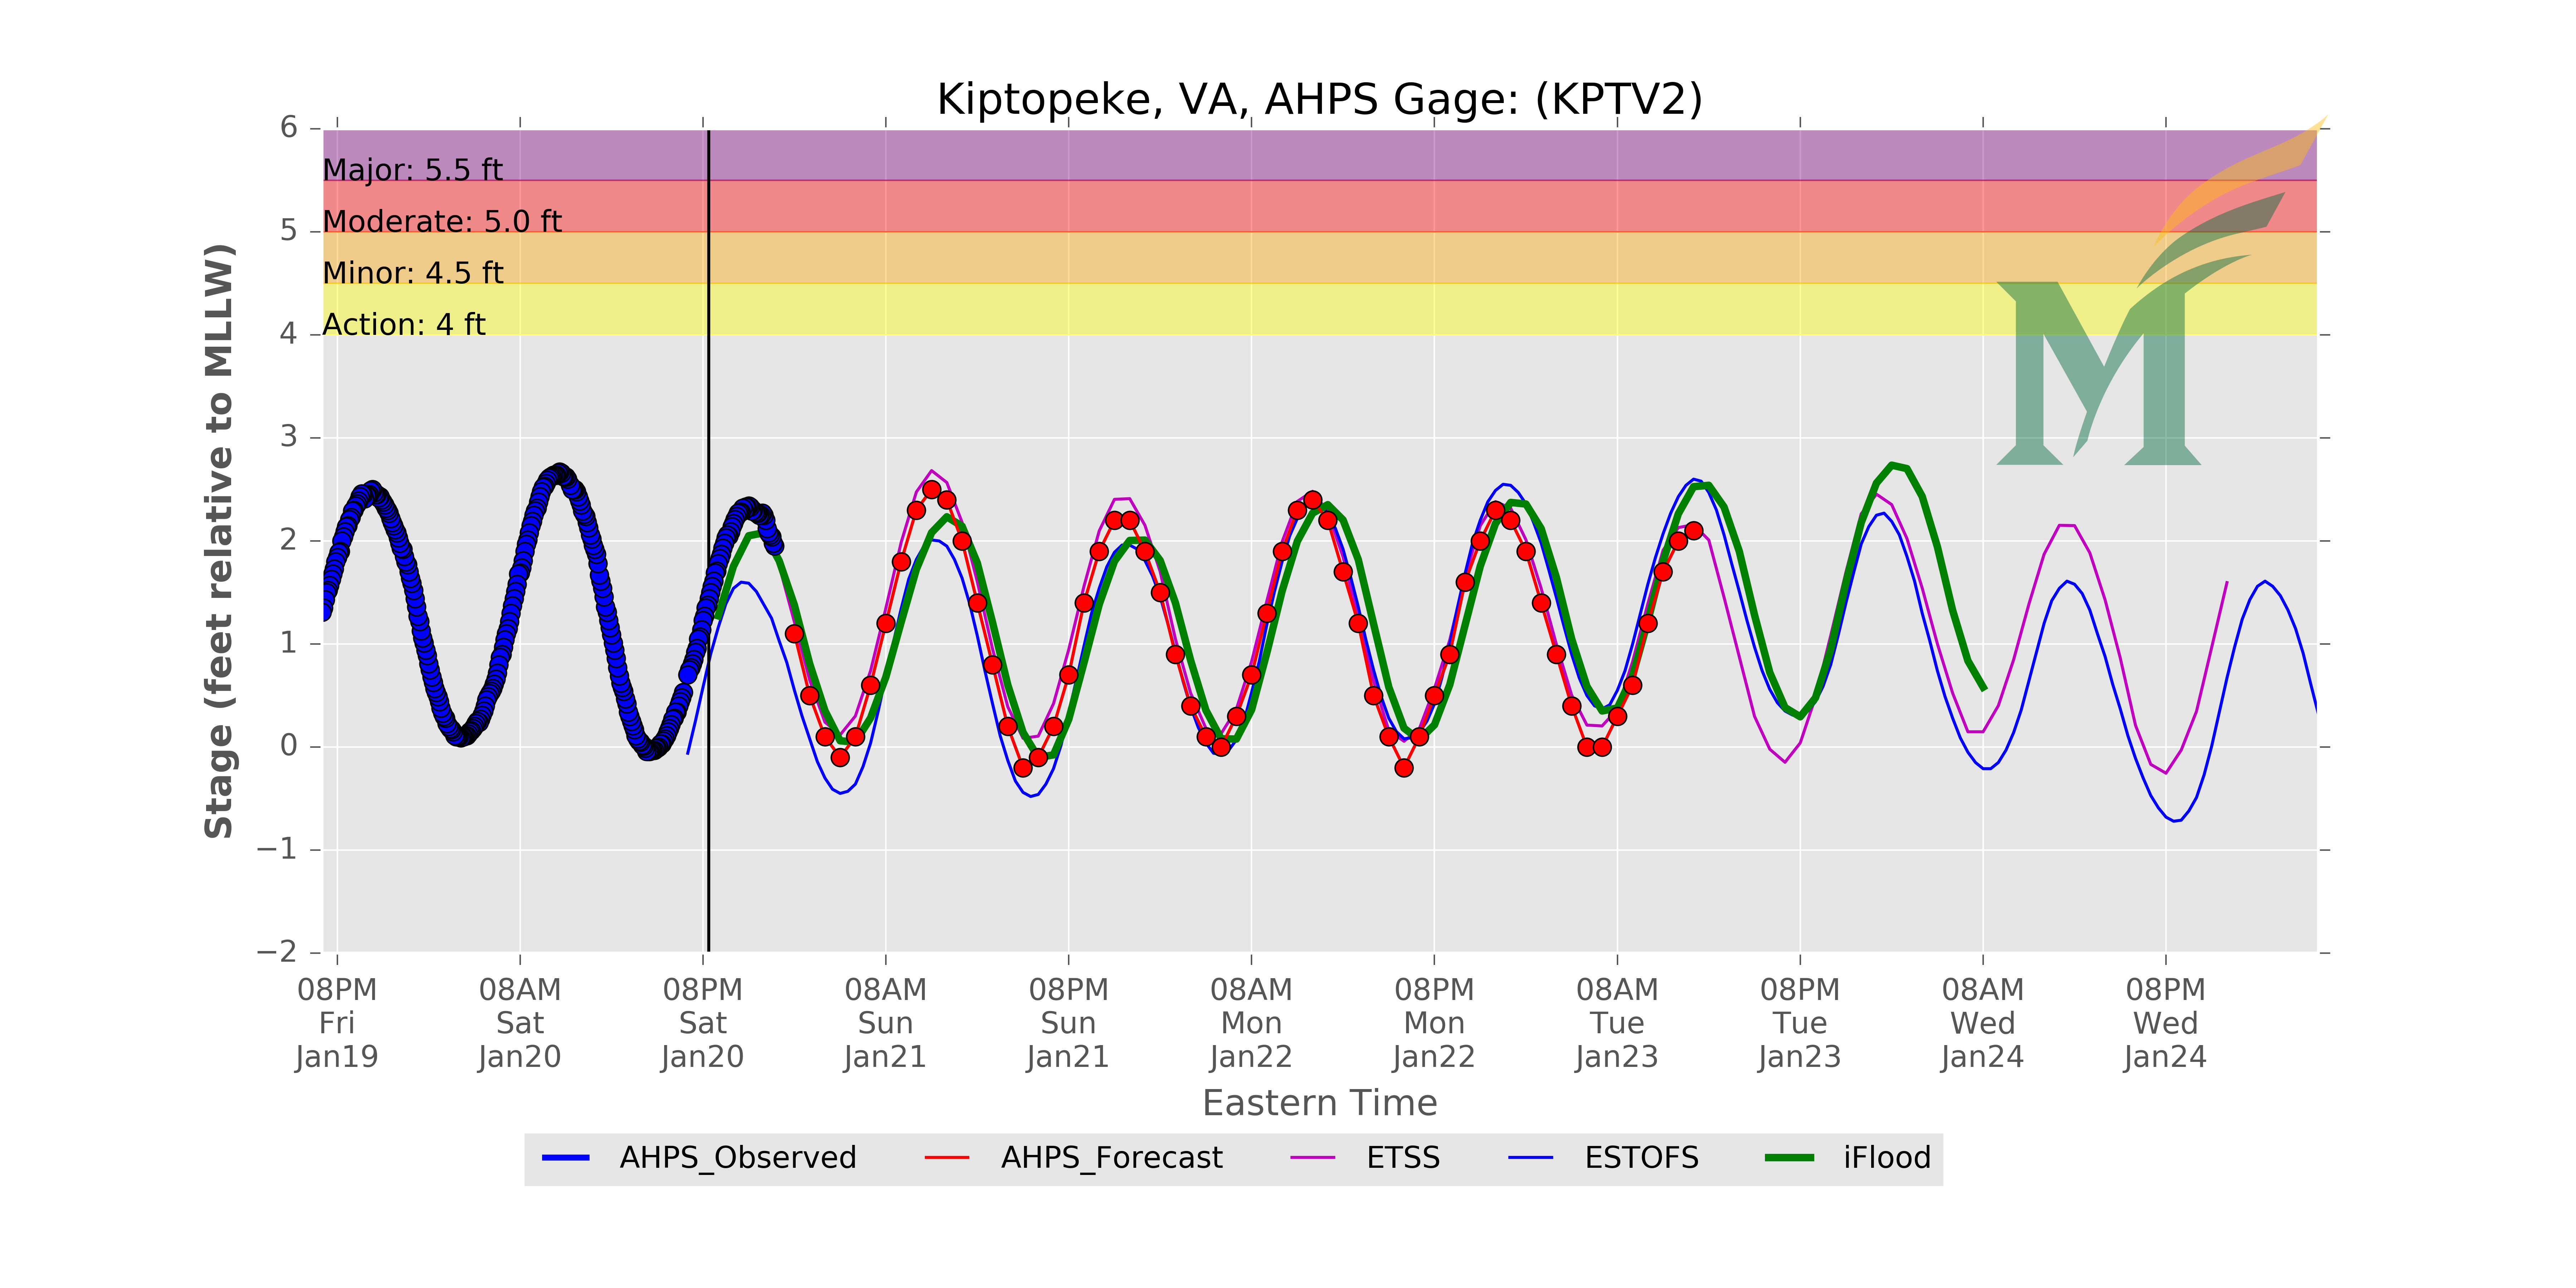 Kiptopeke, VA, AHPS Gage: (KPTV2)
Stage (feet relative to MLLW)
6
5
4
3
2
1
0
−1
−2
Major: 5.5 ft
Moderate: 5.0 ft
Minor: 4.5 ft
Action: 4 ft
M
08PM Fri Jan19
08AM Sat Jan20
08PM Sat Jan20
08AM Sun Jan21
08PM Sun Jan21
08AM Mon Jan22
08PM Mon Jan22
08AM Tue Jan23
08PM Tue Jan23
08AM Wed Jan24
08PM Wed Jan24
Eastern Time
AHPS_Observed AHPS_Forecast ETSS ESTOFS iFlood